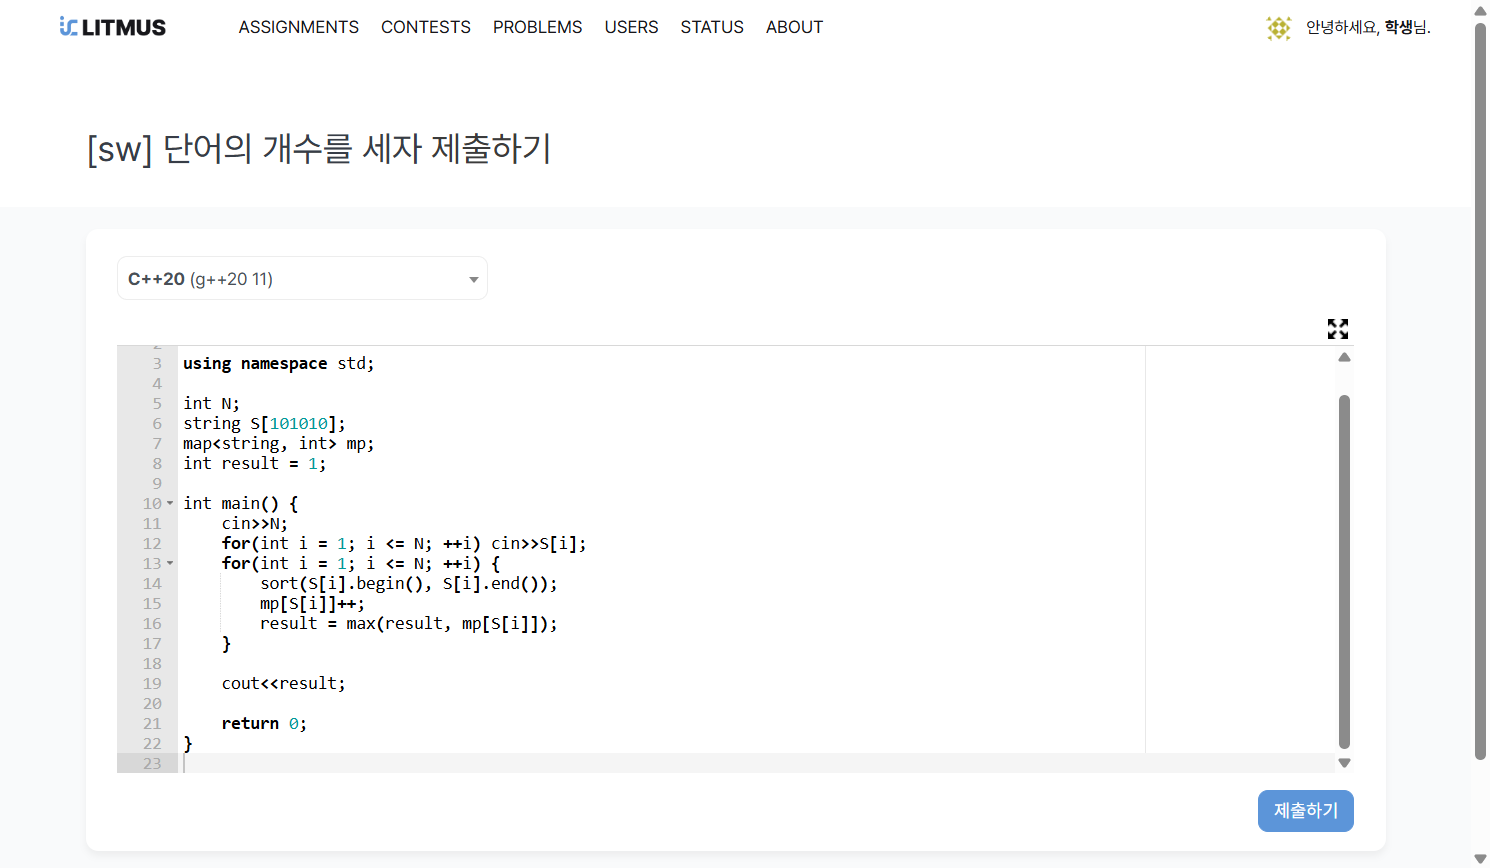 LITMUS ASSIGNMENTS CONTESTS PROBLEMS USERS STATUS ABOUT 안녕하세요, 학생님.
[sw] 단어의 개수를 세자 제출하기
C++20 (g++20 11)
3 using namespace std;
4
5 int N;
6 string S[101010];
7 map<string, int> mp;
8 int result = 1;
9
10 int main() {
11     cin>>N;
12     for(int i = 1; i <= N; ++i) cin>>S[i];
13     for(int i = 1; i <= N; ++i) {
14         sort(S[i].begin(), S[i].end());
15         mp[S[i]]++;
16         result = max(result, mp[S[i]]);
17     }
18
19     cout<<result;
20
21     return 0;
22 }
23
제출하기